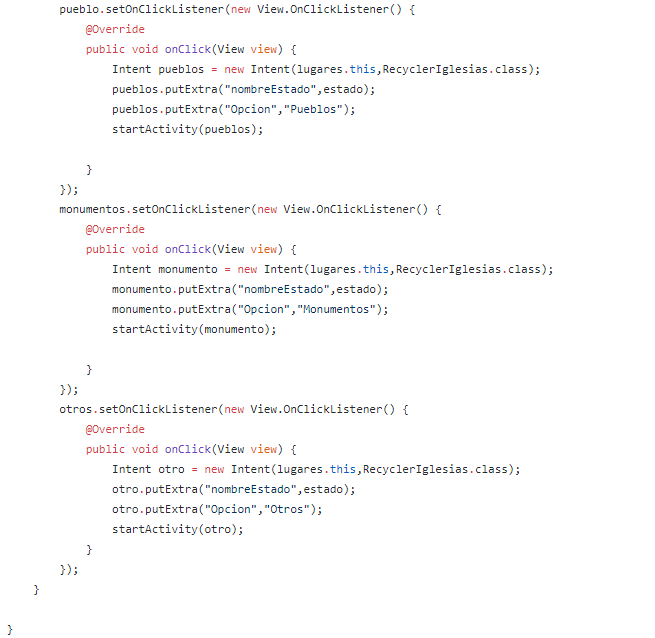 pueblo.setOnClickListener(new View.OnClickListener() {
@Override
public void onClick(View view) {
Intent pueblos = new Intent(lugares.this,RecyclerIglesias.class);
pueblos.putExtra("nombreEstado",estado);
pueblos.putExtra("Opcion","Pueblos");
startActivity(pueblos);
}
});
monumentos.setOnClickListener(new View.OnClickListener() {
@Override
public void onClick(View view) {
Intent monumento = new Intent(lugares.this,RecyclerIglesias.class);
monumento.putExtra("nombreEstado",estado);
monumento.putExtra("Opcion","Monumentos");
startActivity(monumento);
}
});
otros.setOnClickListener(new View.OnClickListener() {
@Override
public void onClick(View view) {
Intent otro = new Intent(lugares.this,RecyclerIglesias.class);
otro.putExtra("nombreEstado",estado);
otro.putExtra("Opcion","Otros");
startActivity(otro);
}
});
}
}